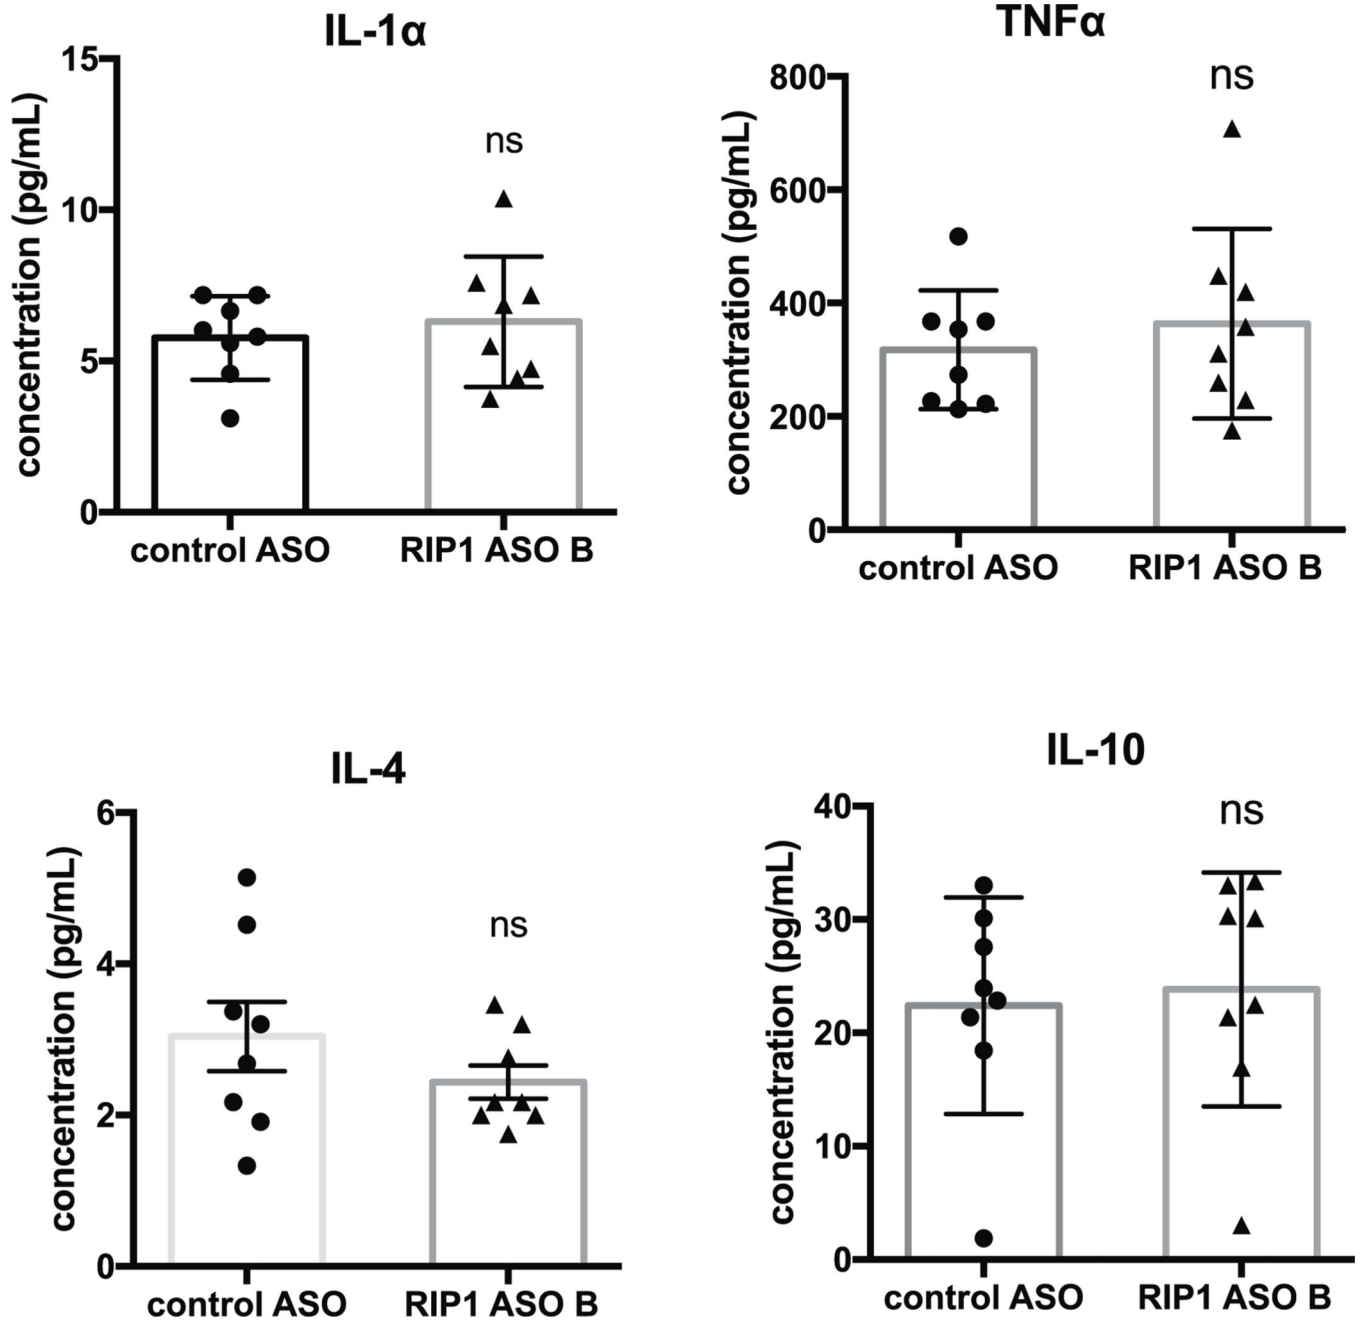 IL-1α
concentration (pg/mL)
15
10
5
0
ns
control ASO
RIP1 ASO B
TNFα
concentration (pg/mL)
800
600
400
200
0
ns
control ASO
RIP1 ASO B
IL-4
concentration (pg/mL)
6
4
2
0
ns
control ASO
RIP1 ASO B
IL-10
concentration (pg/mL)
40
30
20
10
0
ns
control ASO
RIP1 ASO B